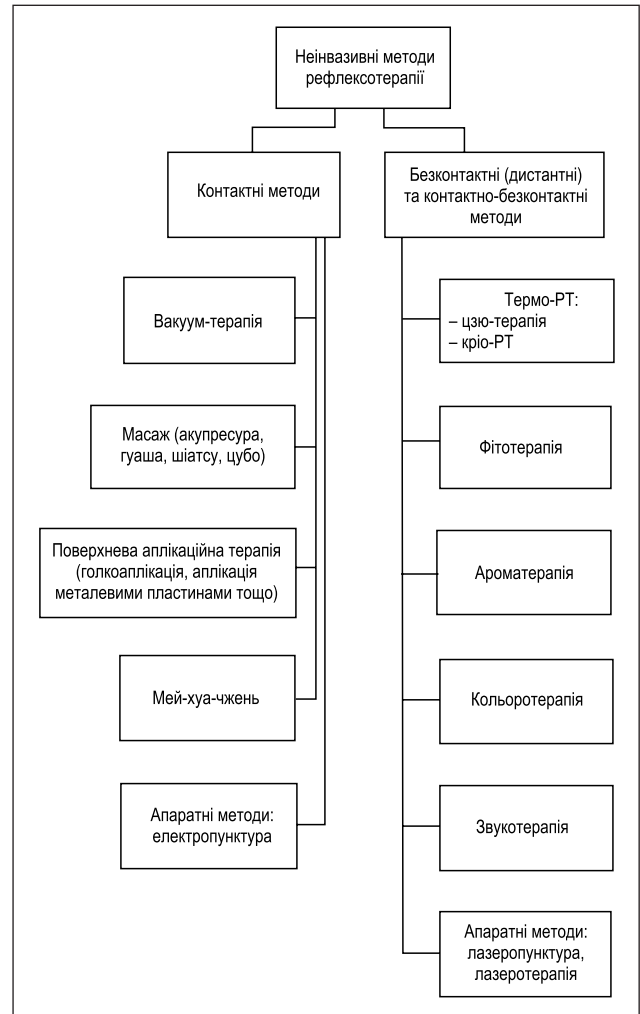 Неінвазивні методи
рефлексотерапії
Контактні методи
Безконтактні (дистантні)
та контактно-безконтактні
методи
Вакуум-терапія
Масаж (акупресура,
гуаша, шіатсу, цубо)
Поверхнева аплікаційна терапія
(голкоаплікація, аплікація
металевими пластинами тощо)
Мей-хуа-чжень
Апаратні методи:
електропунктура
Термо-РТ:
– цзю-терапія
– кріо-РТ
Фітотерапія
Ароматерапія
Кольоротерапія
Звукотерапія
Апаратні методи:
лазеропунктура,
лазеротерапія